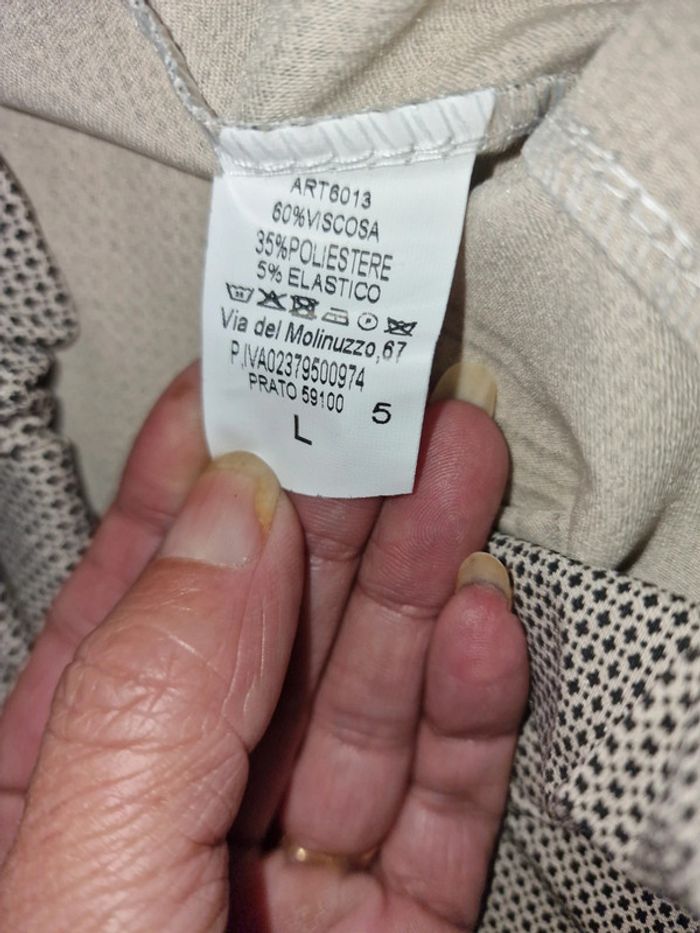 ART6013
60%VISCOSA
35%POLIESTERE
5% ELASTICO
Via del Molinuzzo,67
P.IVA02379500974
PRATO 59100
5
L